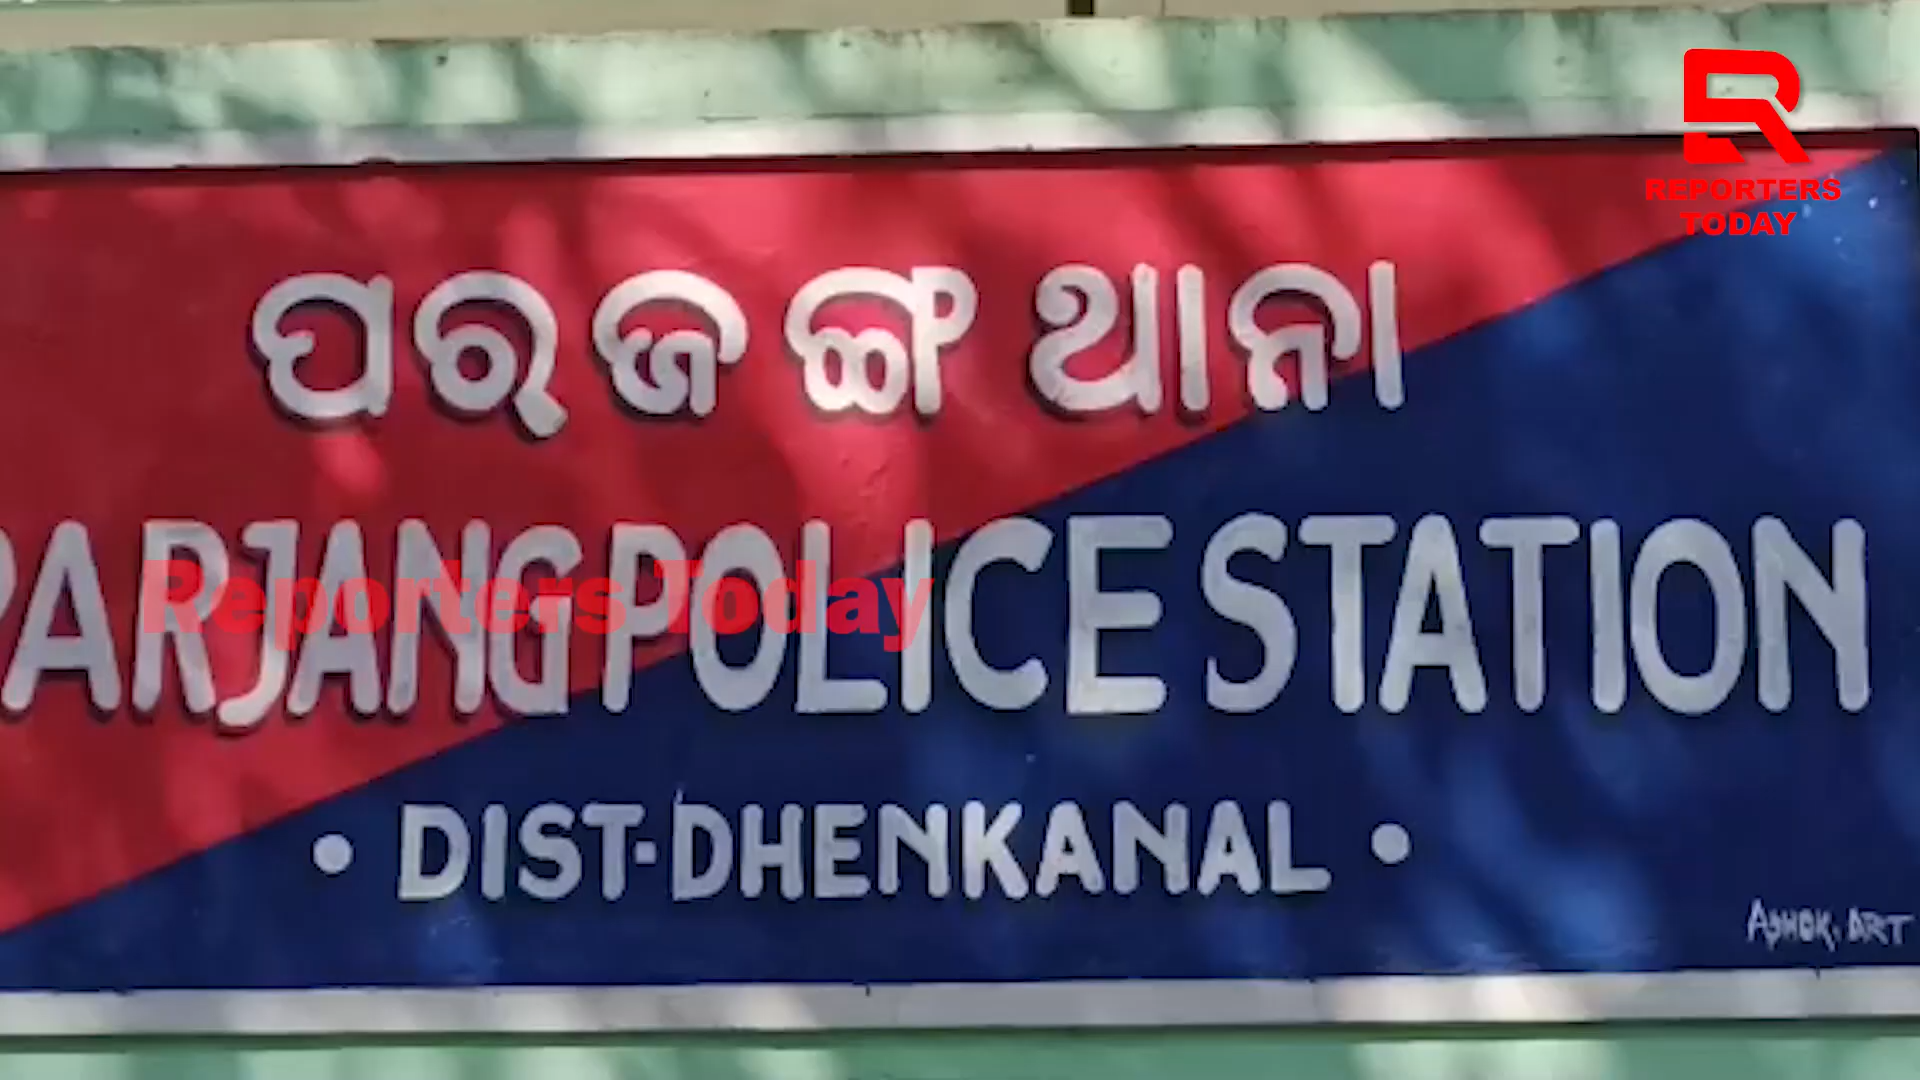 REPORTERS
TODAY
ପରଜଙ୍ଗ ଥାନା
PARJANG POLICE STATION
Reporters Today
• DIST-DHENKANAL •
ASHOK. ART